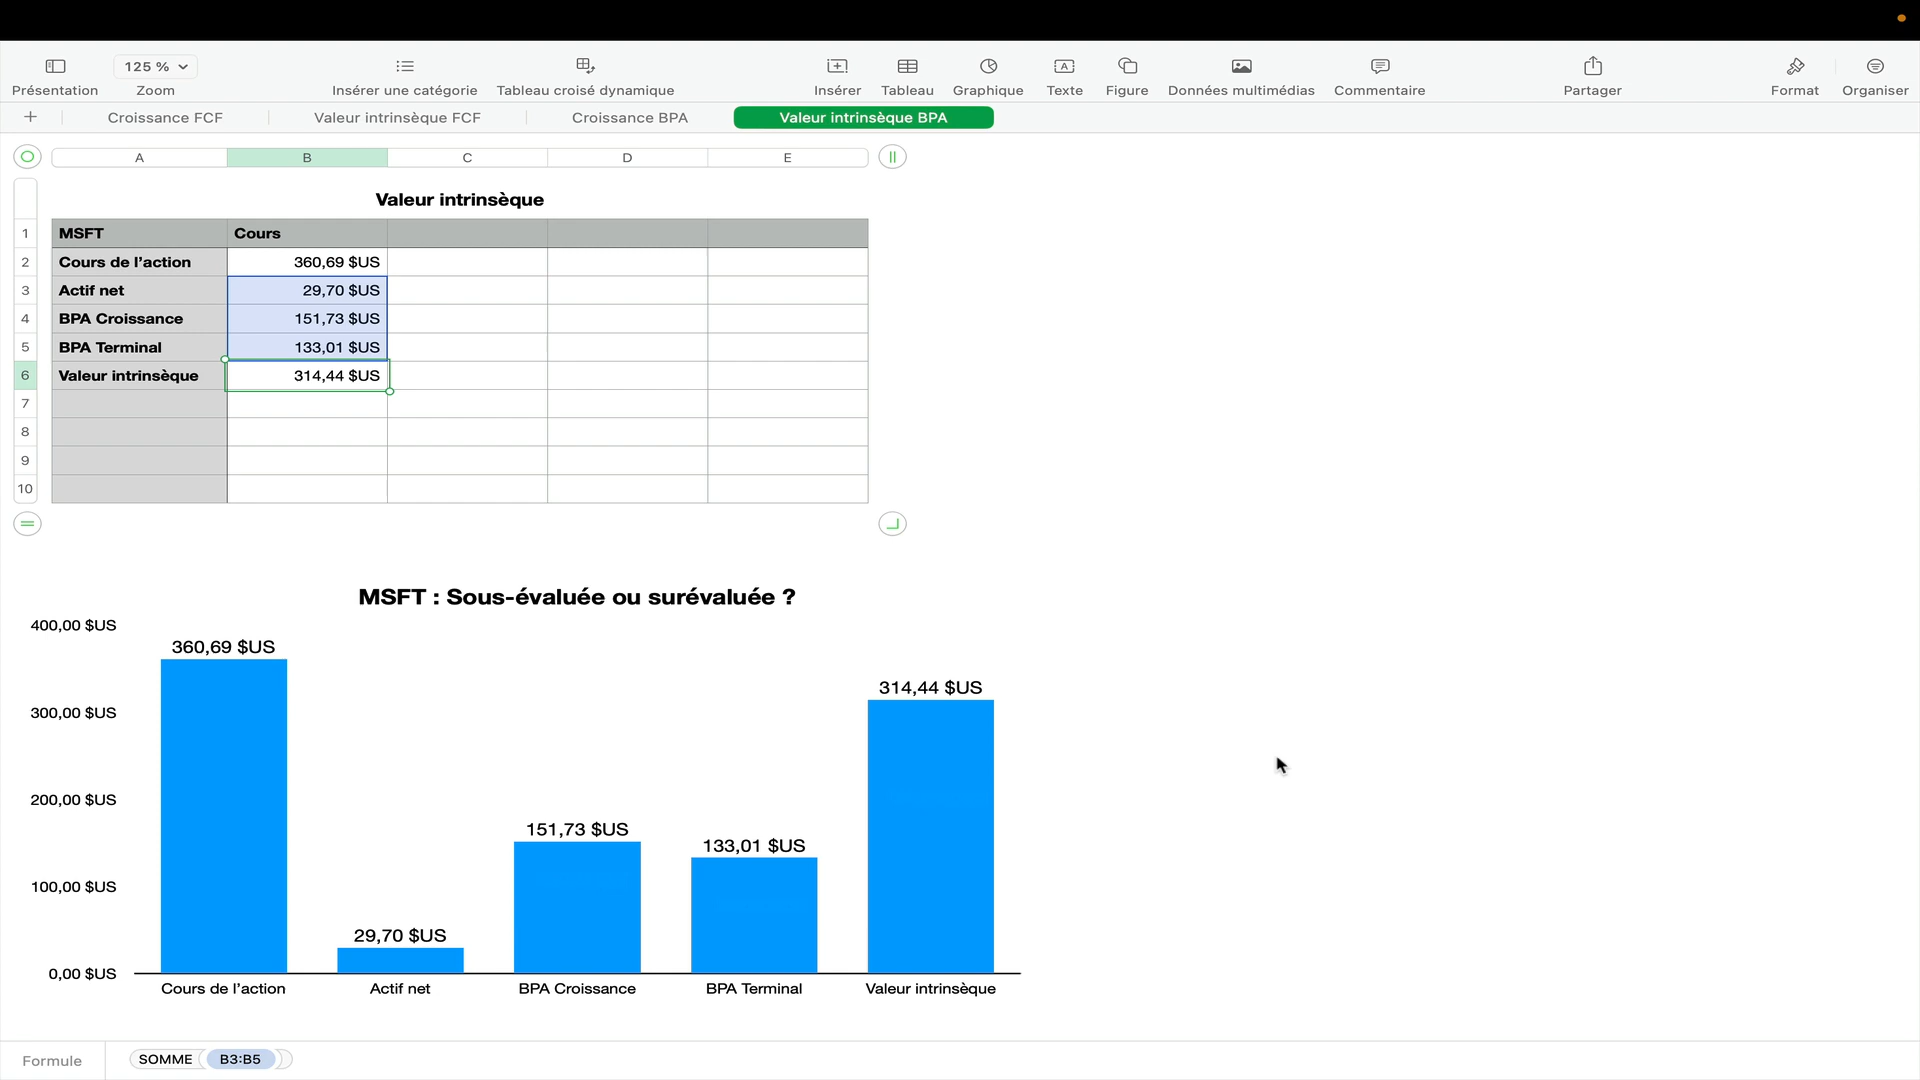 125 %
Présentation Zoom Insérer une catégorie Tableau croisé dynamique Insérer Tableau Graphique Texte Figure Données multimédias Commentaire Partager Format Organiser
Croissance FCF Valeur intrinsèque FCF Croissance BPA Valeur intrinsèque BPA
A B C D E
Valeur intrinsèque
1 MSFT Cours
2 Cours de l’action 360,69 $US
3 Actif net 29,70 $US
4 BPA Croissance 151,73 $US
5 BPA Terminal 133,01 $US
6 Valeur intrinsèque 314,44 $US
7
8
9
10
MSFT : Sous-évaluée ou surévaluée ?
400,00 $US
360,69 $US
314,44 $US
300,00 $US
200,00 $US
151,73 $US
133,01 $US
100,00 $US
29,70 $US
0,00 $US
Cours de l’action Actif net BPA Croissance BPA Terminal Valeur intrinsèque
Formule SOMME B3:B5